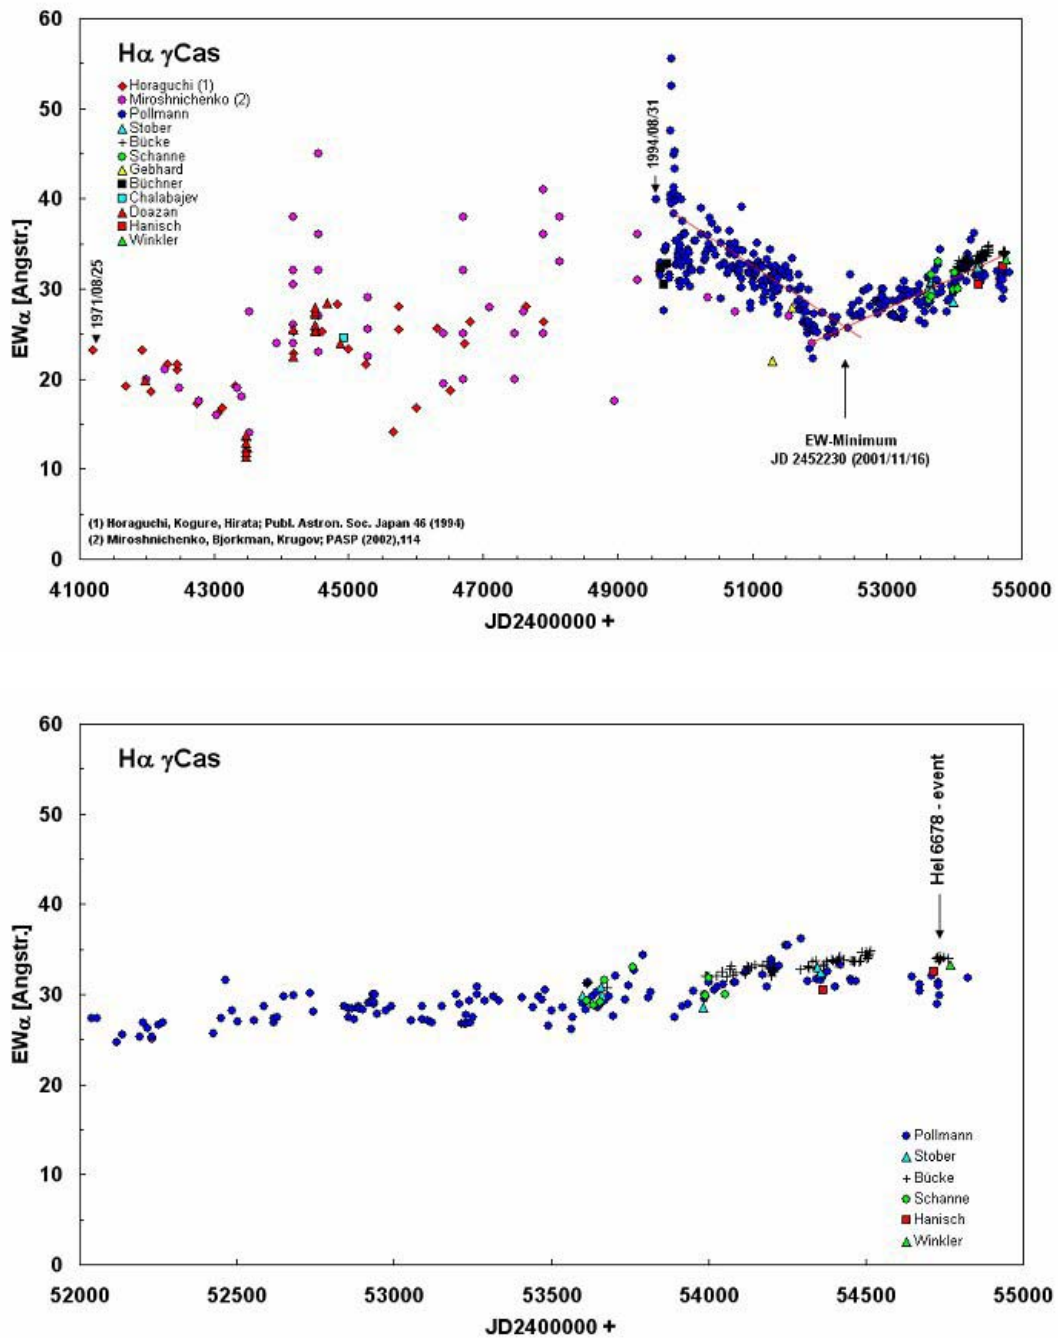 60
Hα γCas
Horaguchi (1)
Miroshnichenko (2)
Pollmann
Stober
Bücke
Schanne
Gebhard
Büchner
Chalabajev
Doazan
Hanisch
Winkler
50
40
30
20
10
0
EWα [Angstr.]
1971/08/25
1994/08/31
EW-Minimum
JD 2452230 (2001/11/16)
(1) Horaguchi, Kogure, Hirata; Publ. Astron. Soc. Japan 46 (1994)
(2) Miroshnichenko, Bjorkman, Krugov; PASP (2002),114
41000 43000 45000 47000 49000 51000 53000 55000
JD2400000 +
60
Hα γCas
50
40
30
20
10
0
EWα [Angstr.]
HeI 6678 - event
Pollmann
Stober
Bücke
Schanne
Hanisch
Winkler
52000 52500 53000 53500 54000 54500 55000
JD2400000 +